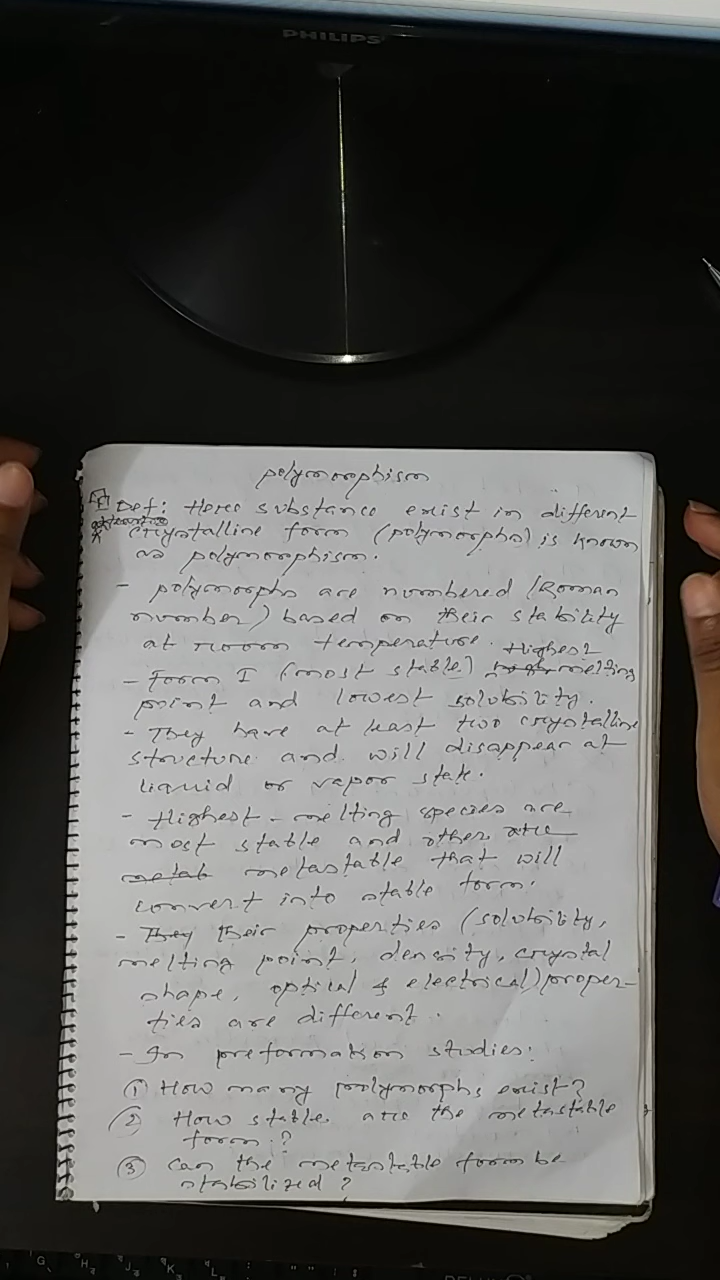 PHILIPS
polymorphism
Def: Here substance exist in different
crystalline form (polymorphs) is known
as polymorphism.
- polymorphs are numbered (Roman
number) based on their stability
at room temperature. Highest
- Form I (most stable) melting
point and lowest solubility.
- They have at least two crystalline
structure and will disappear at
liquid or vapor state.
- Highest - melting species are
most stable and other are
metab metastable that will
convert into stable form.
- They their properties (solubility,
melting point, density, crystal
shape, optical & electrical) proper-
ties are different.
- In preformation studies:
① How many polymorphs exist?
② How stable are the metastable
form?
③ Can the metastable form be
stabilized?
G H J K L